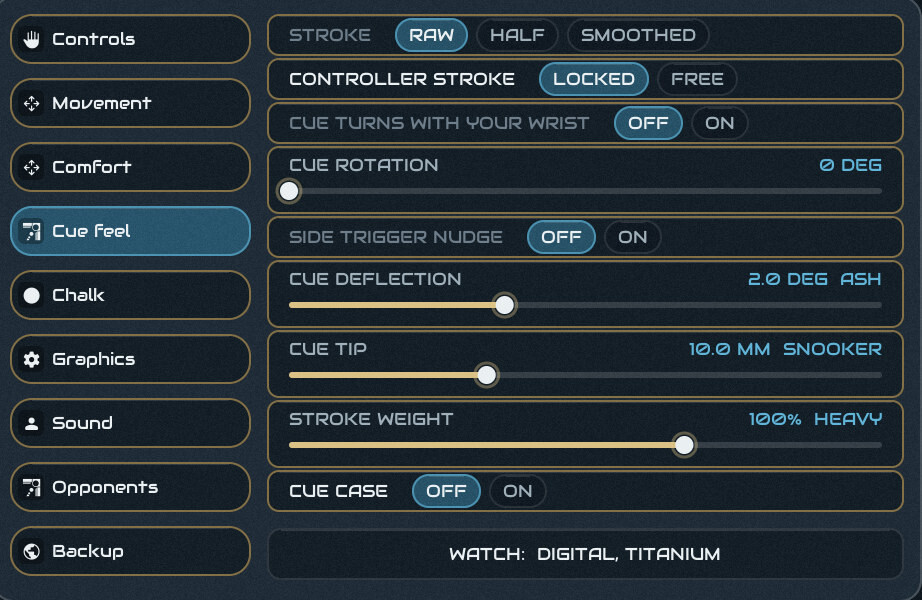 Controls
Movement
Comfort
Cue feel
Chalk
Graphics
Sound
Opponents
Backup
STROKE RAW HALF SMOOTHED
CONTROLLER STROKE LOCKED FREE
CUE TURNS WITH YOUR WRIST OFF ON
CUE ROTATION 0 DEG
SIDE TRIGGER NUDGE OFF ON
CUE DEFLECTION 2.0 DEG ASH
CUE TIP 10.0 MM SNOOKER
STROKE WEIGHT 100% HEAVY
CUE CASE OFF ON
WATCH: DIGITAL, TITANIUM